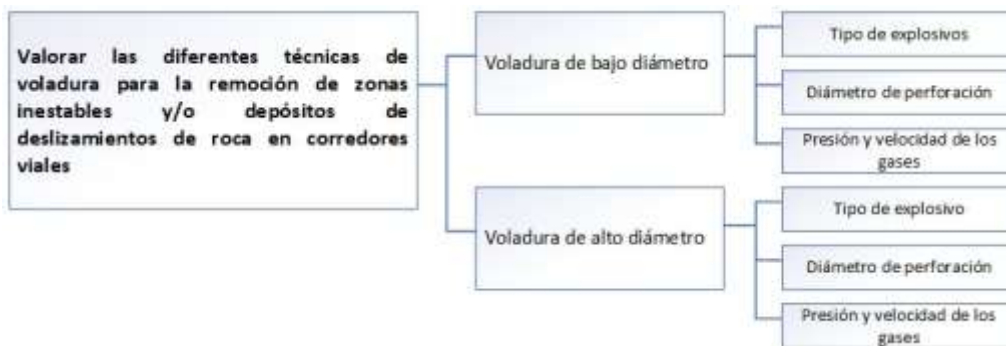 Valorar las diferentes técnicas de
voladura para la remoción de zonas
inestables y/o depósitos de
deslizamientos de roca en corredores
viales
Voladura de bajo diámetro
Tipo de explosivos
Diámetro de perforación
Presión y velocidad de los
gases
Voladura de alto diámetro
Tipo de explosivo
Diámetro de perforación
Presión y velocidad de los
gases